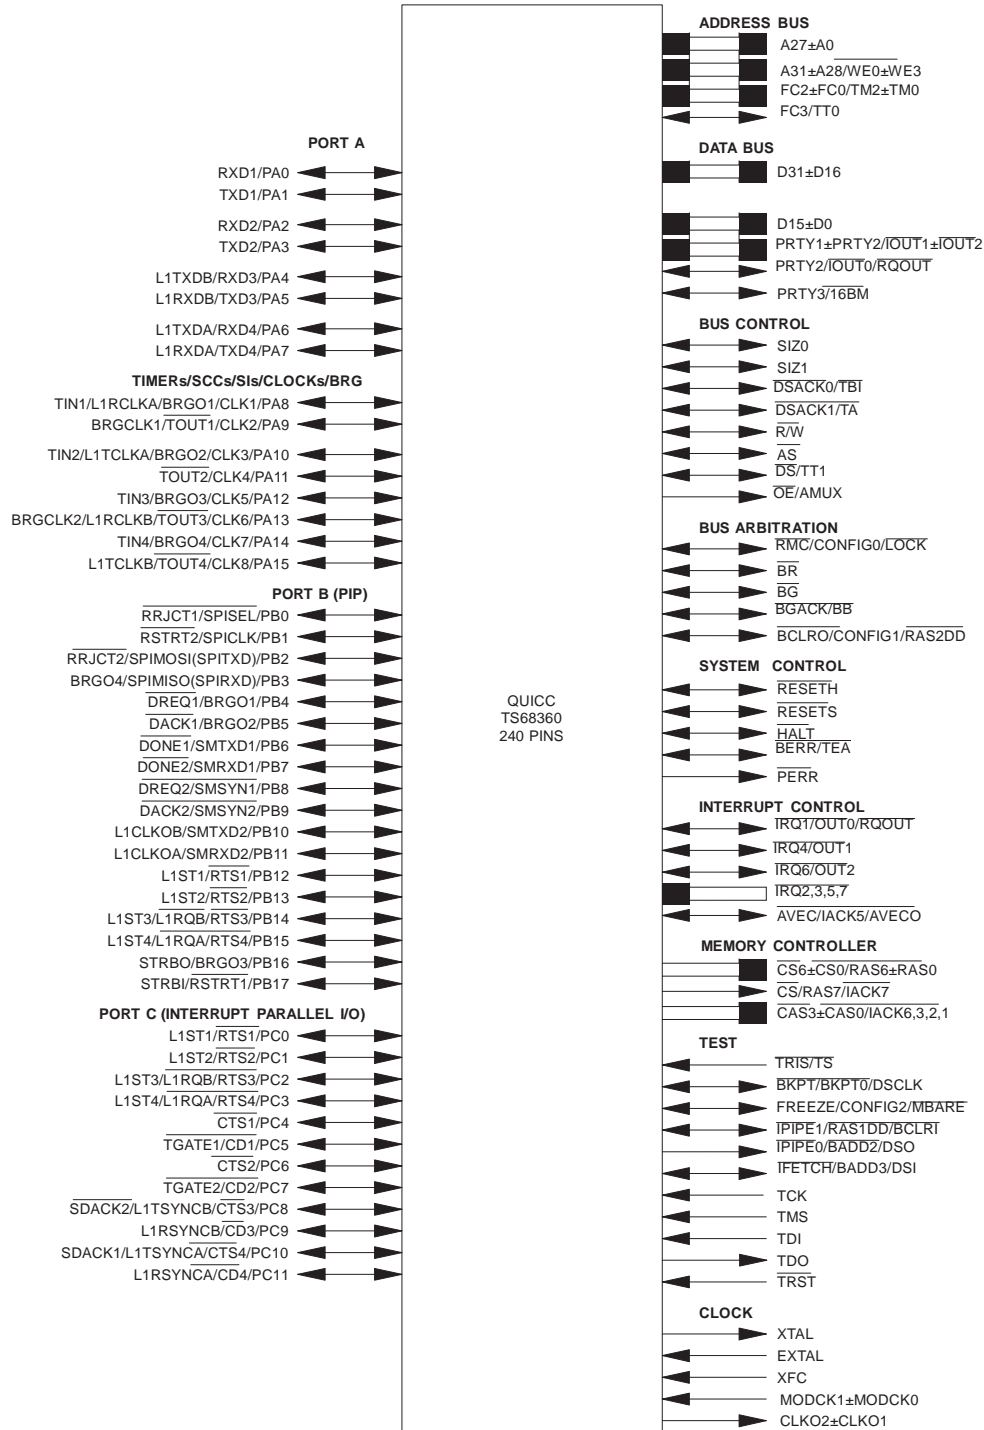 PORT A
RXD1/PA0
TXD1/PA1
RXD2/PA2
TXD2/PA3
L1TXDB/RXD3/PA4
L1RXDB/TXD3/PA5
L1TXDA/RXD4/PA6
L1RXDA/TXD4/PA7
TIMERs/SCCs/SIs/CLOCKs/BRG
TIN1/L1RCLKA/BRGO1/CLK1/PA8
BRGCLK1/TOUT1/CLK2/PA9
TIN2/L1TCLKA/BRGO2/CLK3/PA10
TOUT2/CLK4/PA11
TIN3/BRGO3/CLK5/PA12
BRGCLK2/L1RCLKB/TOUT3/CLK6/PA13
TIN4/BRGO4/CLK7/PA14
L1TCLKB/TOUT4/CLK8/PA15
PORT B (PIP)
RRJCT1/SPISEL/PB0
RSTRT2/SPICLK/PB1
RRJCT2/SPIMOSI(SPITXD)/PB2
BRGO4/SPIMISO(SPIRXD)/PB3
DREQ1/BRGO1/PB4
DACK1/BRGO2/PB5
DONE1/SMTXD1/PB6
DONE2/SMRXD1/PB7
DREQ2/SMSYN1/PB8
DACK2/SMSYN2/PB9
L1CLKOB/SMTXD2/PB10
L1CLKOA/SMRXD2/PB11
L1ST1/RTS1/PB12
L1ST2/RTS2/PB13
L1ST3/L1RQB/RTS3/PB14
L1ST4/L1RQA/RTS4/PB15
STRBO/BRGO3/PB16
STRBI/RSTRT1/PB17
PORT C (INTERRUPT PARALLEL I/O)
L1ST1/RTS1/PC0
L1ST2/RTS2/PC1
L1ST3/L1RQB/RTS3/PC2
L1ST4/L1RQA/RTS4/PC3
CTS1/PC4
TGATE1/CD1/PC5
CTS2/PC6
TGATE2/CD2/PC7
SDACK2/L1TSYNCB/CTS3/PC8
L1RSYNCB/CD3/PC9
SDACK1/L1TSYNCA/CTS4/PC10
L1RSYNCA/CD4/PC11
QUICC
TS68360
240 PINS
ADDRESS BUS
A27±A0
A31±A28/WE0±WE3
FC2±FC0/TM2±TM0
FC3/TT0
DATA BUS
D31±D16
D15±D0
PRTY1±PRTY2/IOUT1±IOUT2
PRTY2/IOUT0/RQOUT
PRTY3/16BM
BUS CONTROL
SIZ0
SIZ1
DSACK0/TBI
DSACK1/TA
R/W
AS
DS/TT1
OE/AMUX
BUS ARBITRATION
RMC/CONFIG0/LOCK
BR
BG
BGACK/BB
BCLRO/CONFIG1/RAS2DD
SYSTEM CONTROL
RESETH
RESETS
HALT
BERR/TEA
PERR
INTERRUPT CONTROL
IRQ1/OUT0/RQOUT
IRQ4/OUT1
IRQ6/OUT2
IRQ2,3,5,7
AVEC/IACK5/AVECO
MEMORY CONTROLLER
CS6±CS0/RAS6±RAS0
CS/RAS7/IACK7
CAS3±CAS0/IACK6,3,2,1
TEST
TRIS/TS
BKPT/BKPT0/DSCLK
FREEZE/CONFIG2/MBARE
IPIPE1/RAS1DD/BCLRI
IPIPE0/BADD2/DSO
IFETCH/BADD3/DSI
TCK
TMS
TDI
TDO
TRST
CLOCK
XTAL
EXTAL
XFC
MODCK1±MODCK0
CLKO2±CLKO1